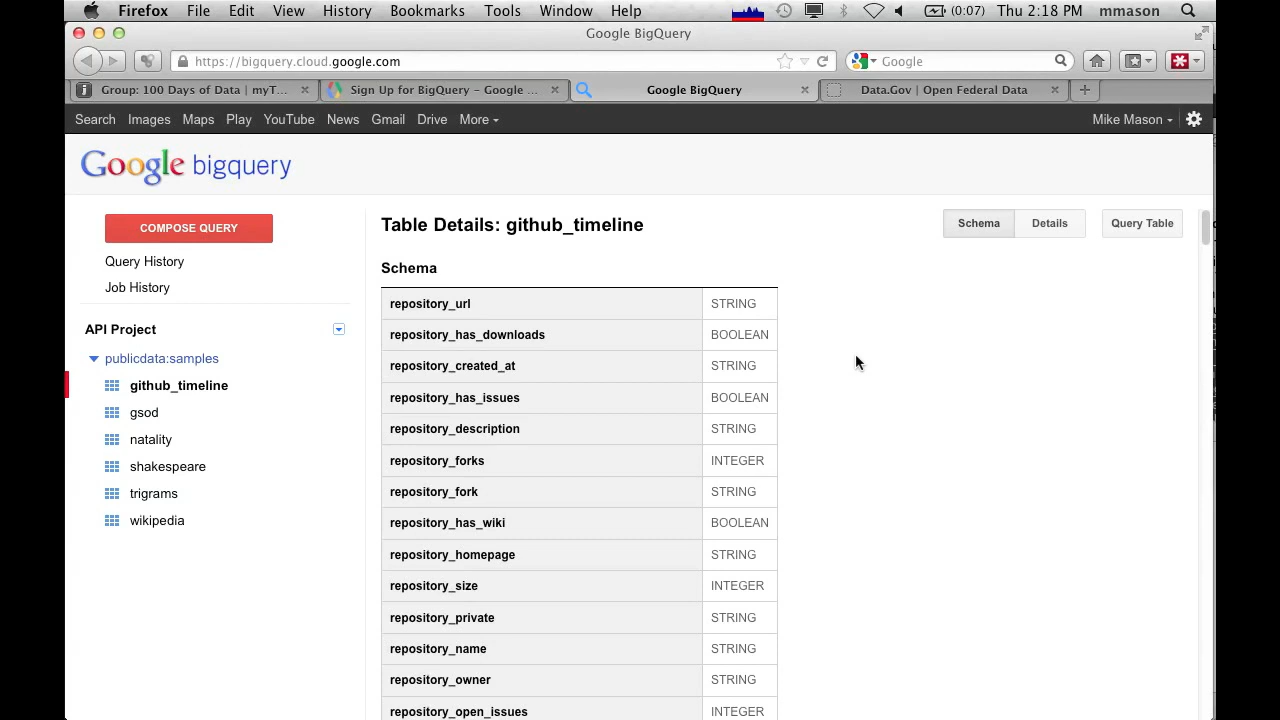 Firefox File Edit View History Bookmarks Tools Window Help (0:07) Thu 2:18 PM mmason
Google BigQuery
https://bigquery.cloud.google.com Google
Group: 100 Days of Data | myT... Sign Up for BigQuery – Google ... Google BigQuery Data.Gov | Open Federal Data
Search Images Maps Play YouTube News Gmail Drive More Mike Mason
Google bigquery
COMPOSE QUERY
Query History
Job History
API Project
publicdata:samples
github_timeline
gsod
natality
shakespeare
trigrams
wikipedia
Table Details: github_timeline Schema Details Query Table
Schema
repository_url STRING
repository_has_downloads BOOLEAN
repository_created_at STRING
repository_has_issues BOOLEAN
repository_description STRING
repository_forks INTEGER
repository_fork STRING
repository_has_wiki BOOLEAN
repository_homepage STRING
repository_size INTEGER
repository_private STRING
repository_name STRING
repository_owner STRING
repository_open_issues INTEGER